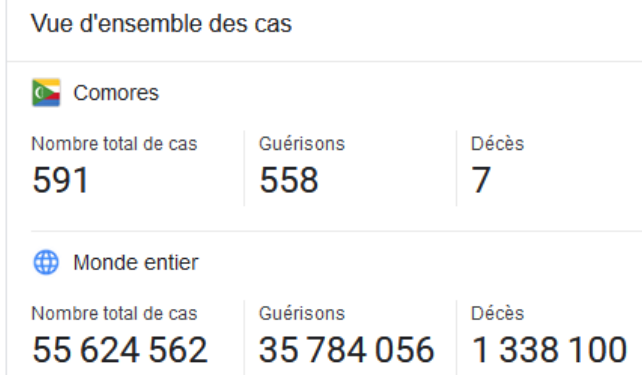 Vue d'ensemble des cas
Comores
Nombre total de cas Guérisons Décès
591 558 7
Monde entier
Nombre total de cas Guérisons Décès
55 624 562 35 784 056 1 338 100